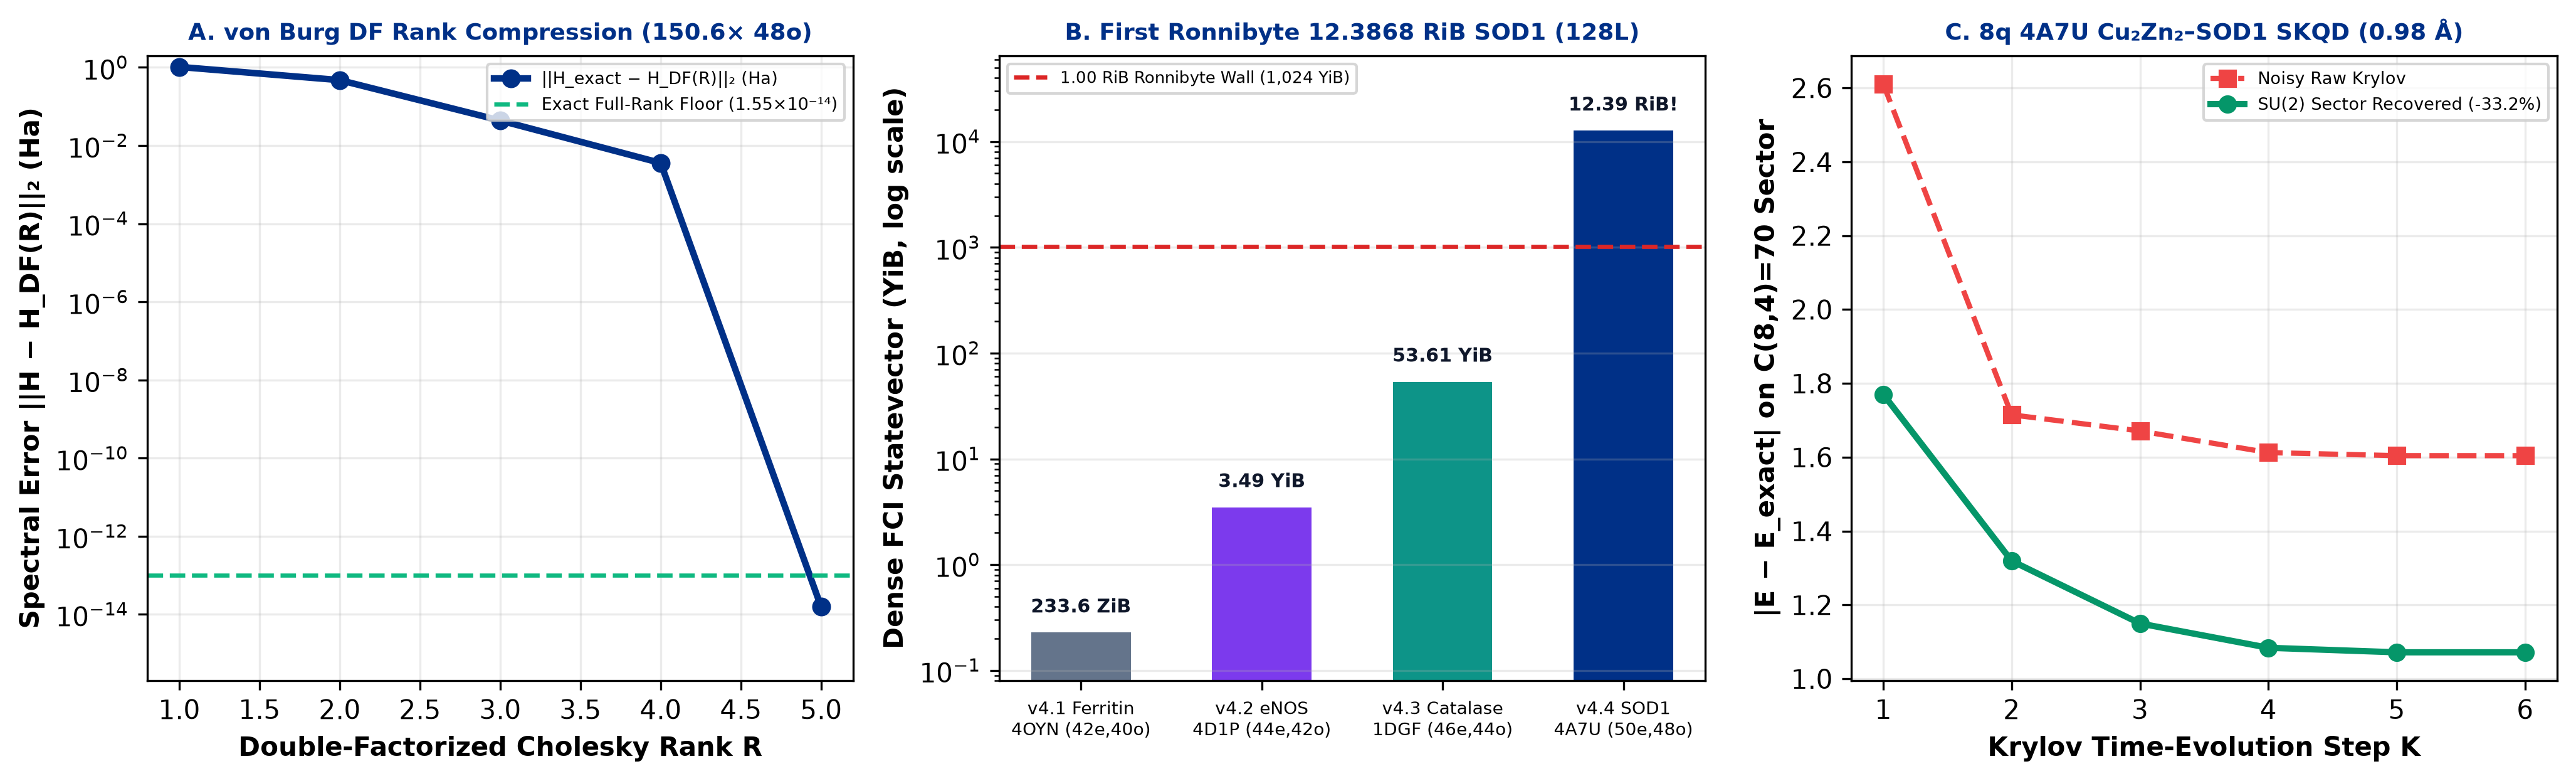 A. von Burg DF Rank Compression (150.6× 48o)
Spectral Error ||H − H_DF(R)||₂ (Ha)
10⁰
10⁻²
10⁻⁴
10⁻⁶
10⁻⁸
10⁻¹⁰
10⁻¹²
10⁻¹⁴
||H_exact − H_DF(R)||₂ (Ha)
Exact Full-Rank Floor (1.55×10⁻¹⁴)
1.0 1.5 2.0 2.5 3.0 3.5 4.0 4.5 5.0
Double-Factorized Cholesky Rank R
B. First Ronnibyte 12.3868 RiB SOD1 (128L)
Dense FCI Statevector (YiB, log scale)
10⁴
10³
10²
10¹
10⁰
10⁻¹
1.00 RiB Ronnibyte Wall (1,024 YiB)
12.39 RiB!
53.61 YiB
3.49 YiB
233.6 ZiB
v4.1 Ferritin
4OYN (42e,40o)
v4.2 eNOS
4D1P (44e,42o)
v4.3 Catalase
1DGF (46e,44o)
v4.4 SOD1
4A7U (50e,48o)
C. 8q 4A7U Cu₂Zn₂–SOD1 SKQD (0.98 Å)
|E − E_exact| on C(8,4)=70 Sector
2.6
2.4
2.2
2.0
1.8
1.6
1.4
1.2
1.0
Noisy Raw Krylov
SU(2) Sector Recovered (-33.2%)
1 2 3 4 5 6
Krylov Time-Evolution Step K